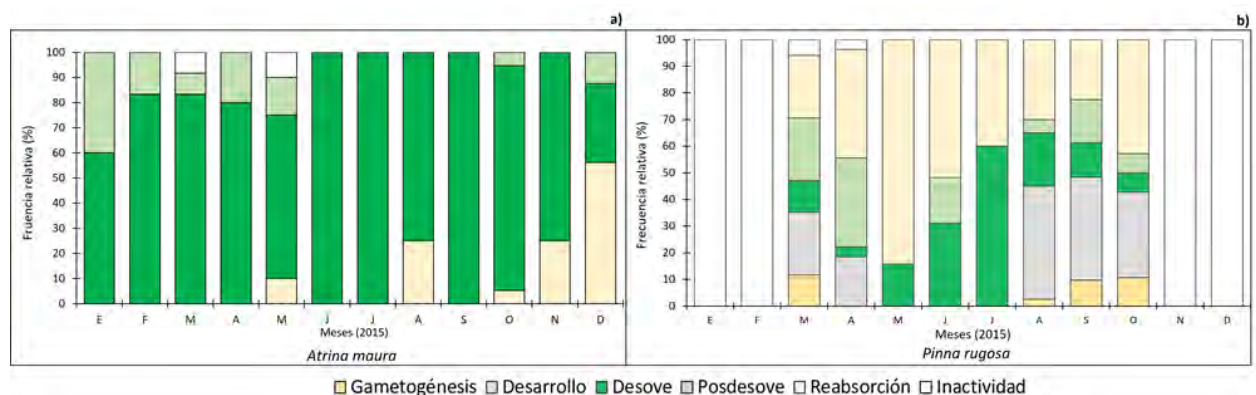 a)
100
90
80
70
60
50
40
30
20
10
0
Fruencia relativa (%)
E F M A M J J A S O N D
Meses (2015)
Atrina maura
b)
100
90
80
70
60
50
40
30
20
10
0
Frecuencia relativa (%)
E F M A M J J A S O N D
Meses (2015)
Pinna rugosa
Gametogénesis Desarrollo Desove Posdesove Reabsorción Inactividad